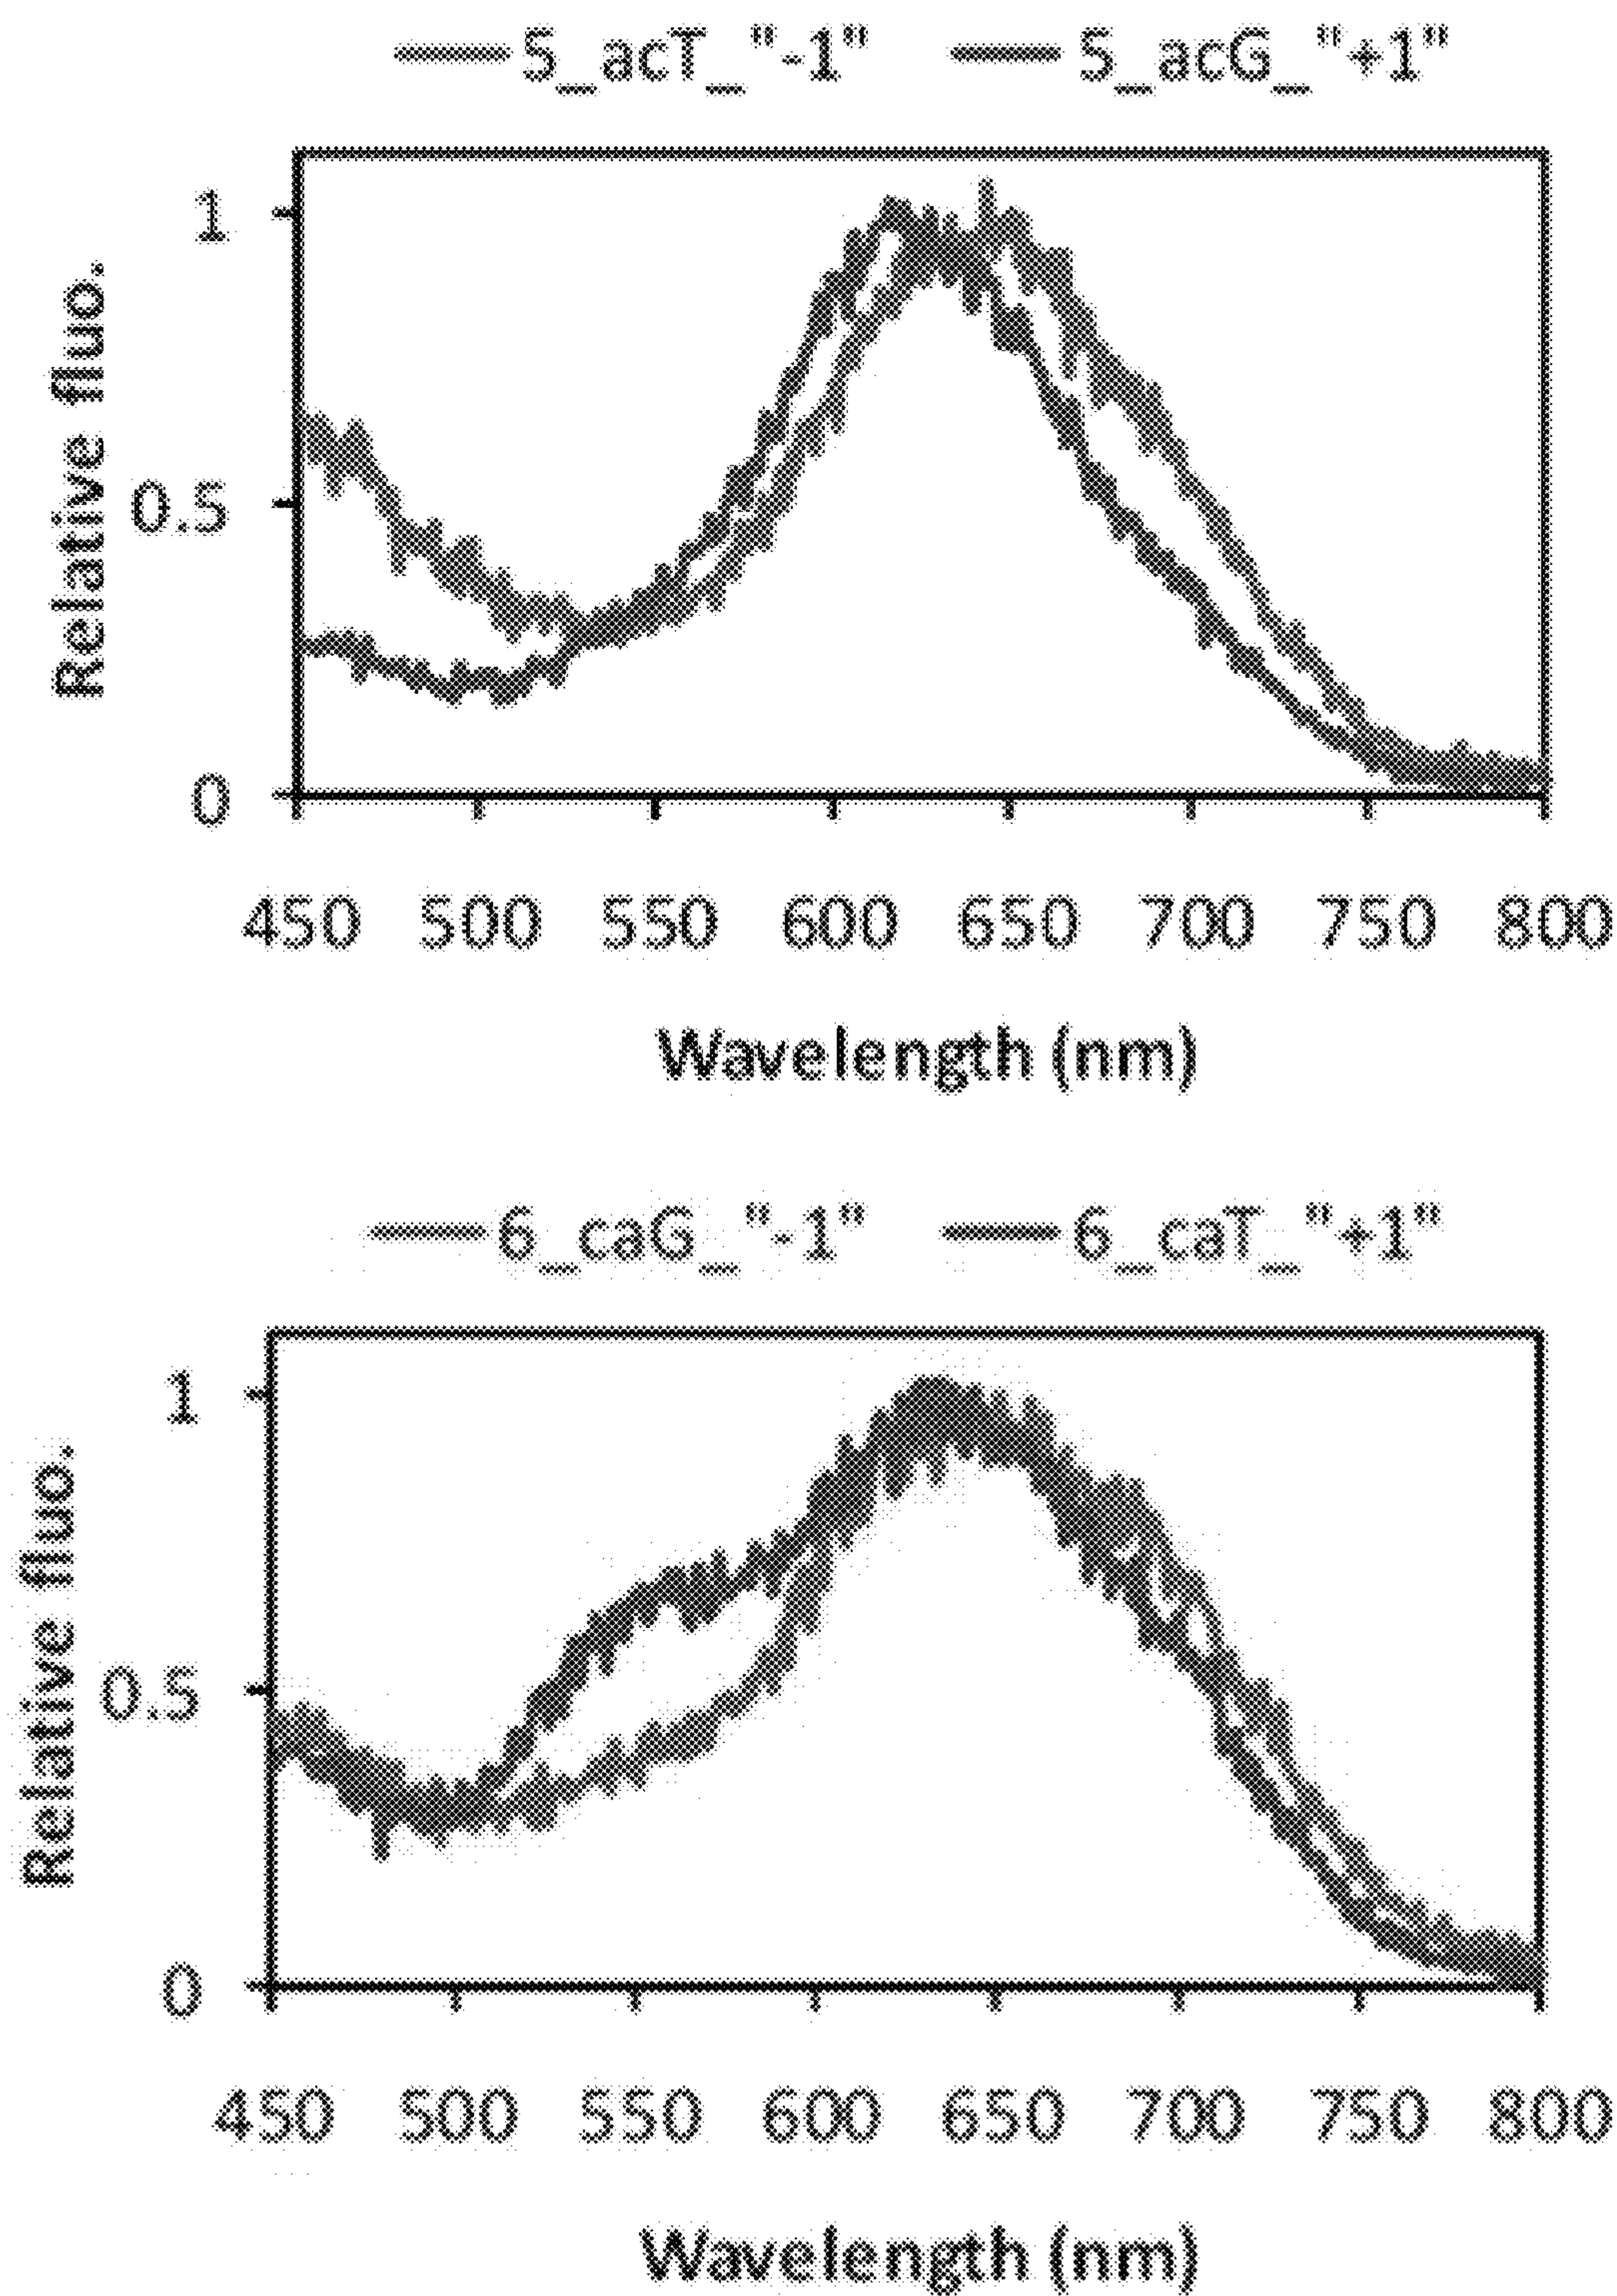 5_acT_"-1" 5_acG_"+1"
1
0.5
0
Relative fluo.
450 500 550 600 650 700 750 800
Wavelength (nm)
6_caG_"-1" 6_caT_"+1"
1
0.5
0
Relative fluo.
450 500 550 600 650 700 750 800
Wavelength (nm)